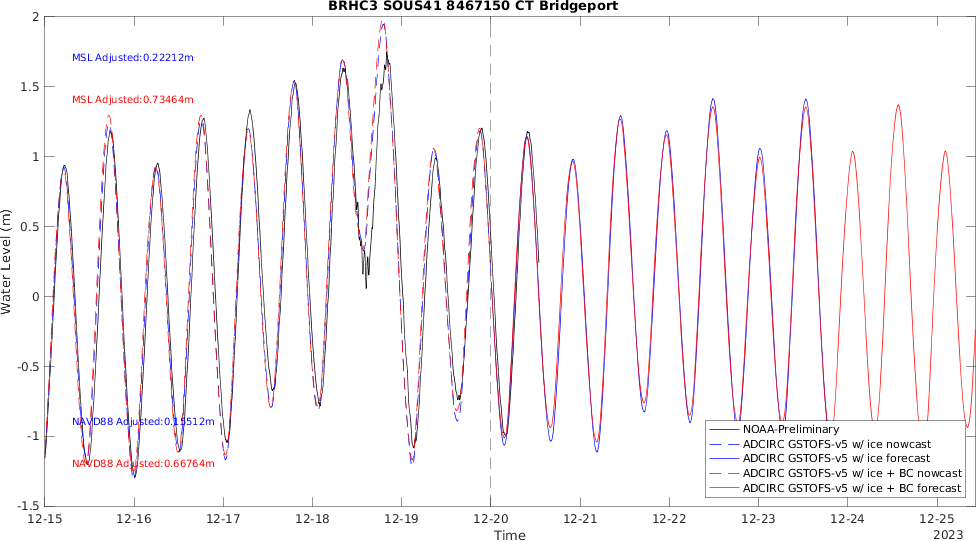 BRHC3 SOUS41 8467150 CT Bridgeport
2
1.5
1
0.5
0
-0.5
-1
-1.5
Water Level (m)
MSL Adjusted:0.22212m
MSL Adjusted:0.73464m
NAVD88 Adjusted:0.15512m
NAVD88 Adjusted:0.66764m
NOAA-Preliminary
ADCIRC GSTOFS-v5 w/ ice nowcast
ADCIRC GSTOFS-v5 w/ ice forecast
ADCIRC GSTOFS-v5 w/ ice + BC nowcast
ADCIRC GSTOFS-v5 w/ ice + BC forecast
12-15 12-16 12-17 12-18 12-19 12-20 12-21 12-22 12-23 12-24 12-25
Time
2023